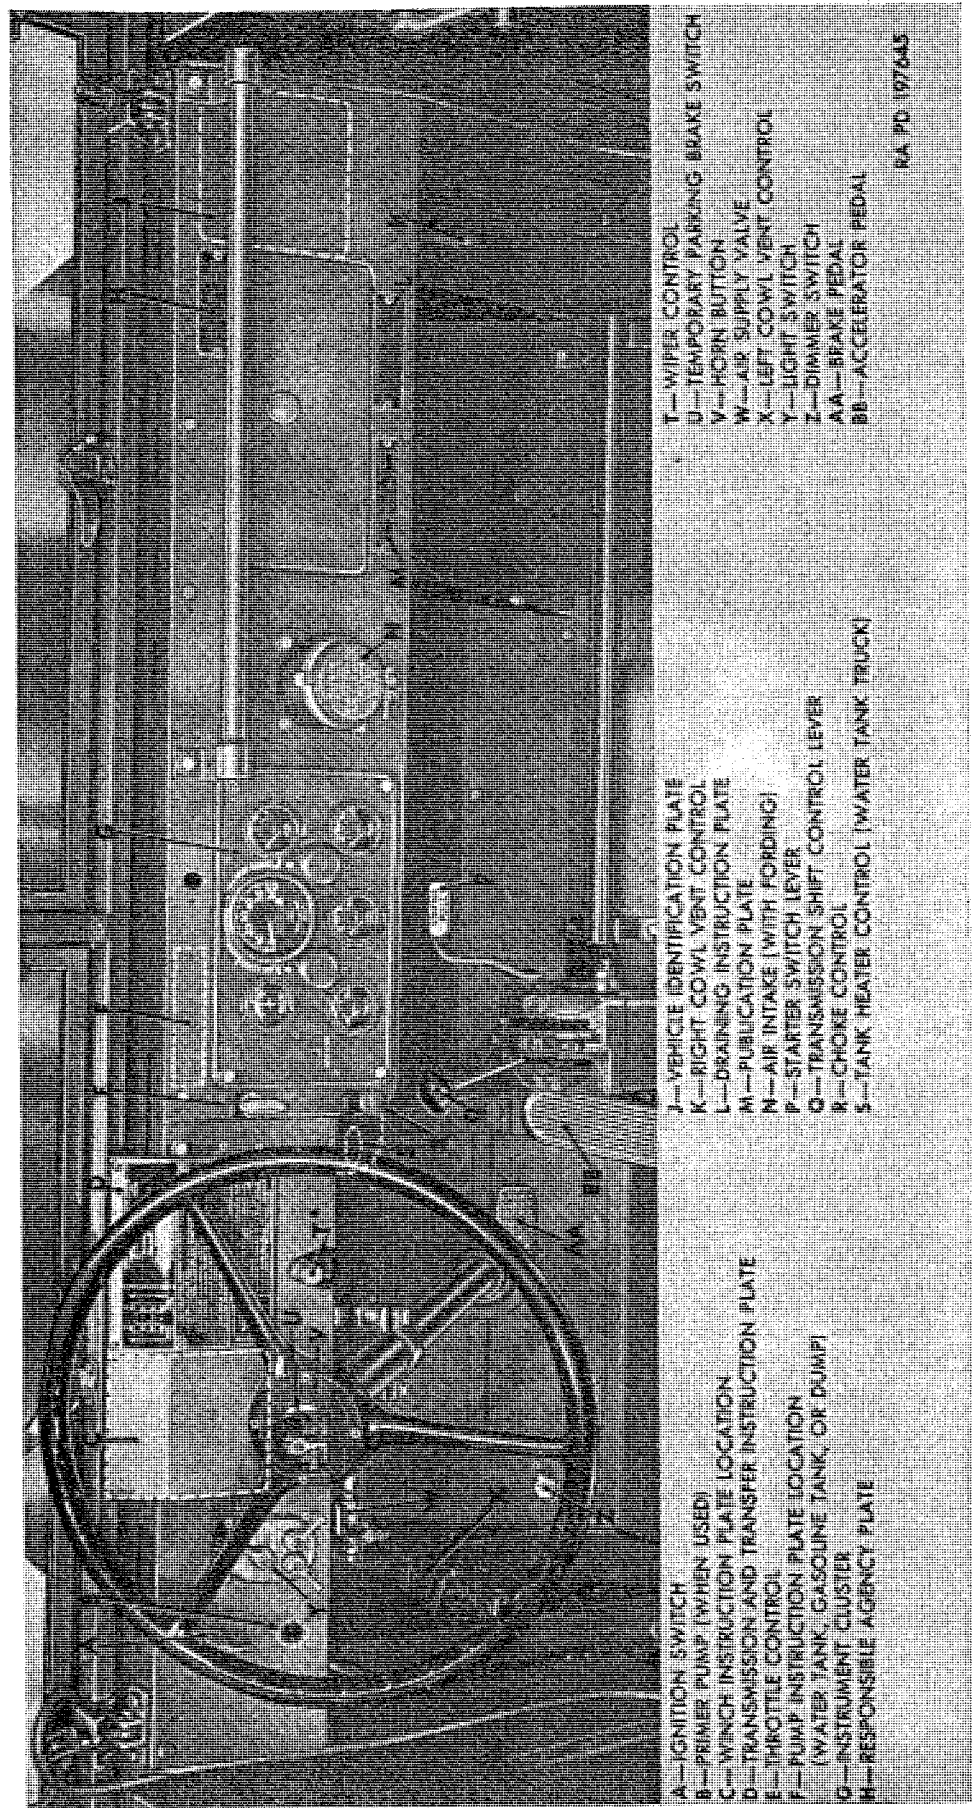 A—IGNITION SWITCH
B—PRIMER PUMP (WHEN USED)
C—WINCH INSTRUCTION PLATE LOCATION
D—TRANSMISSION AND TRANSFER INSTRUCTION PLATE
E—THROTTLE CONTROL
F—PUMP INSTRUCTION PLATE LOCATION
(WATER TANK, GASOLINE TANK, OR DUMP)
G—INSTRUMENT CLUSTER
H—RESPONSIBLE AGENCY PLATE
J—VEHICLE IDENTIFICATION PLATE
K—RIGHT COWL VENT CONTROL
L—DRAINING INSTRUCTION PLATE
M—PUBLICATION PLATE
N—AIR INTAKE (WITH FORDING)
P—STARTER SWITCH LEVER
Q—TRANSMISSION SHIFT CONTROL LEVER
R—CHOKE CONTROL
S—TANK HEATER CONTROL (WATER TANK TRUCK)
T—WIPER CONTROL
U—TEMPORARY PARKING BRAKE SWITCH
V—HORN BUTTON
W—AIR SUPPLY VALVE
X—LEFT COWL VENT CONTROL
Y—LIGHT SWITCH
Z—DIMMER SWITCH
AA—BRAKE PEDAL
BB—ACCELERATOR PEDAL
RA PD 197645